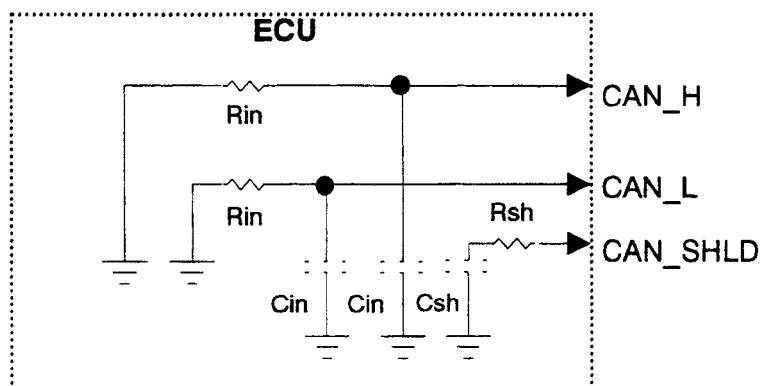 ECU
CAN_H
Rin
CAN_L
Rin
Rsh
CAN_SHLD
Cin
Cin
Csh